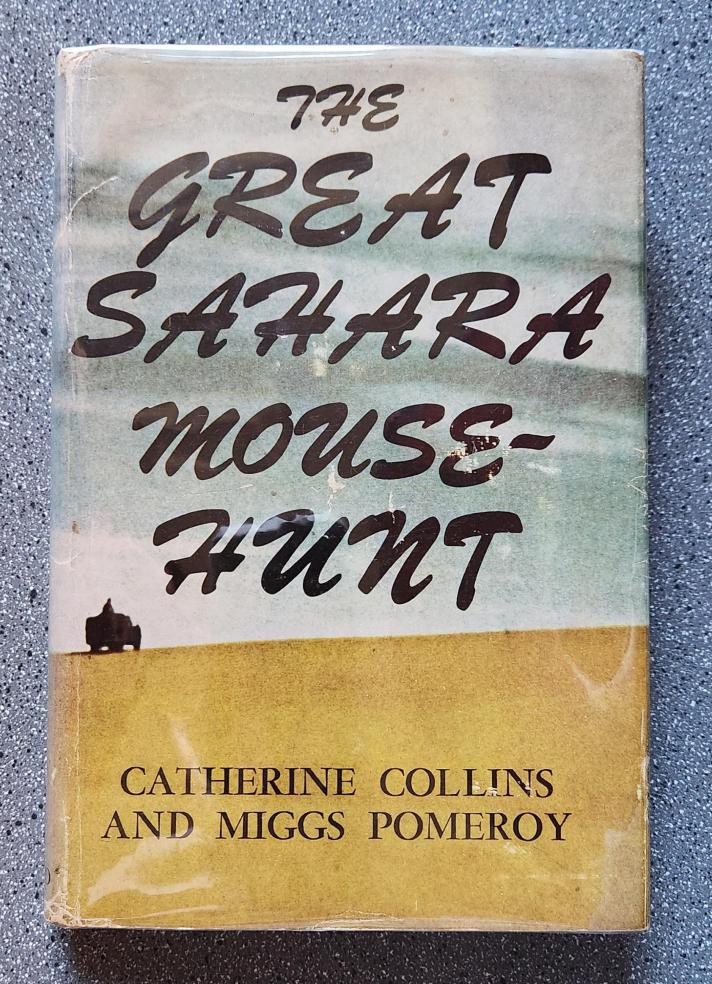 THE
GREAT
SAHARA
MOUSE-
HUNT
CATHERINE COLLINS
AND MIGGS POMEROY